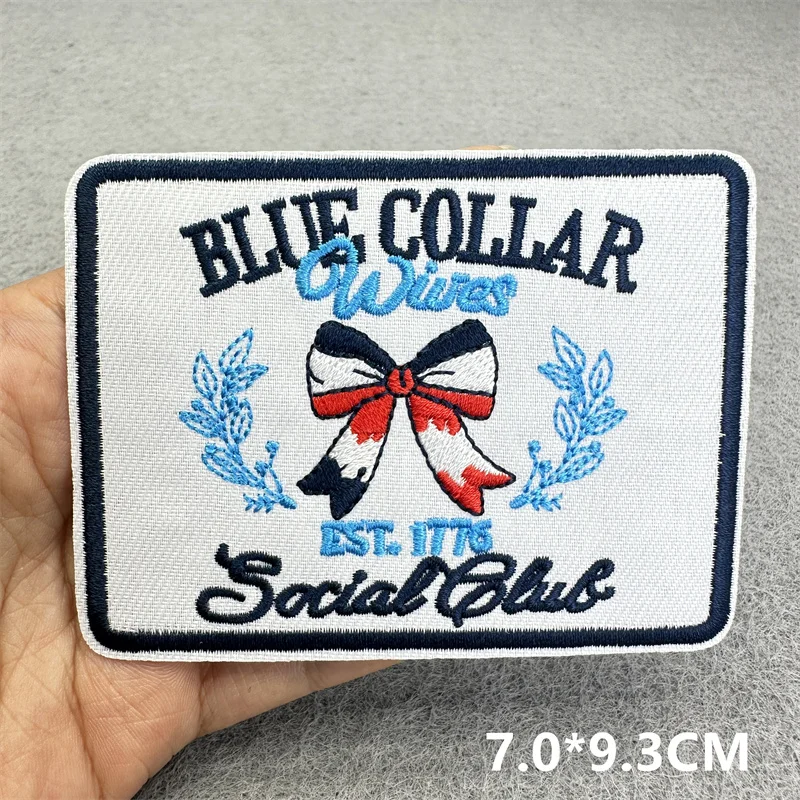 BLUE COLLAR
Wives
EST. 1776
Social Club
7.0*9.3CM